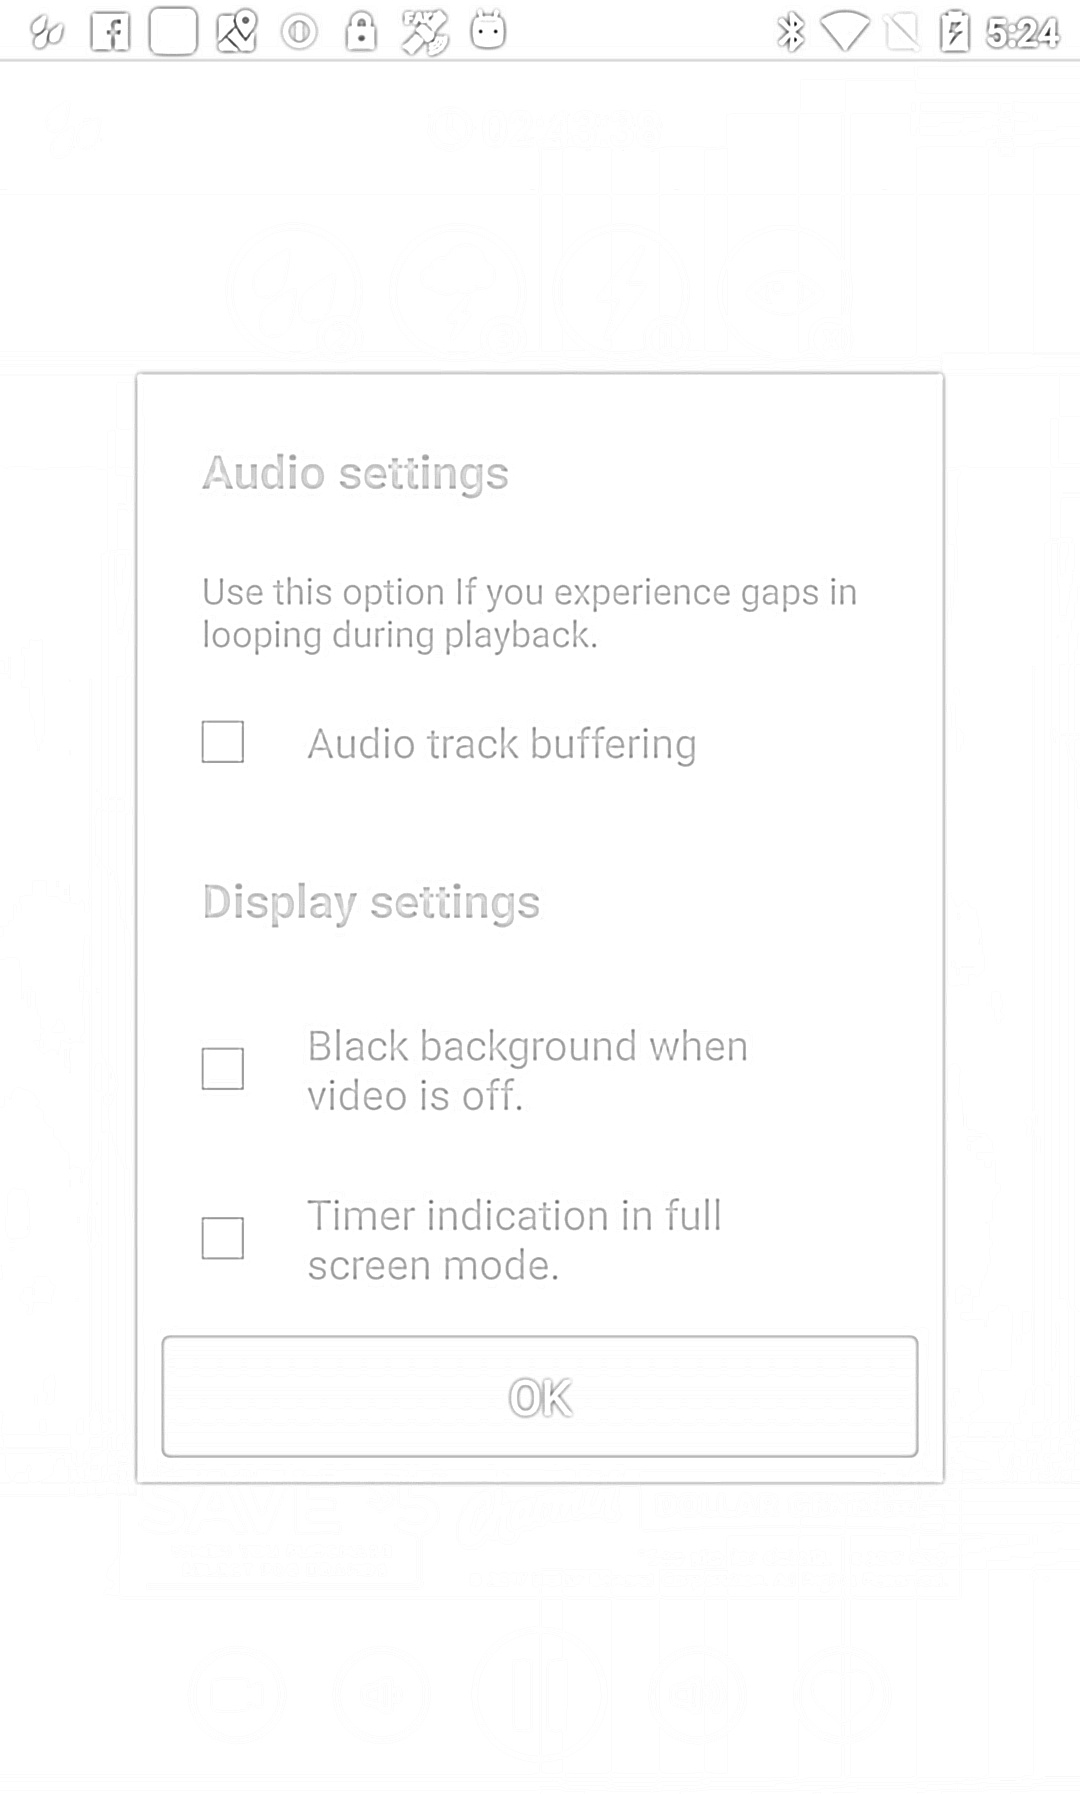 5:24
Audio settings
Use this option If you experience gaps in
looping during playback.
Audio track buffering
Display settings
Black background when
video is off.
Timer indication in full
screen mode.
OK